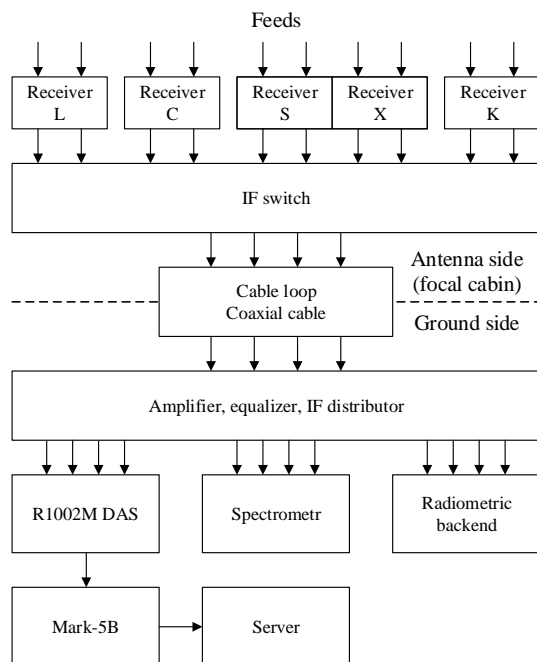 Feeds
Receiver
L
Receiver
C
Receiver
S
Receiver
X
Receiver
K
IF switch
Antenna side
(focal cabin)
Cable loop
Coaxial cable
Ground side
Amplifier, equalizer, IF distributor
R1002M DAS
Spectrometr
Radiometric
backend
Mark-5B
Server